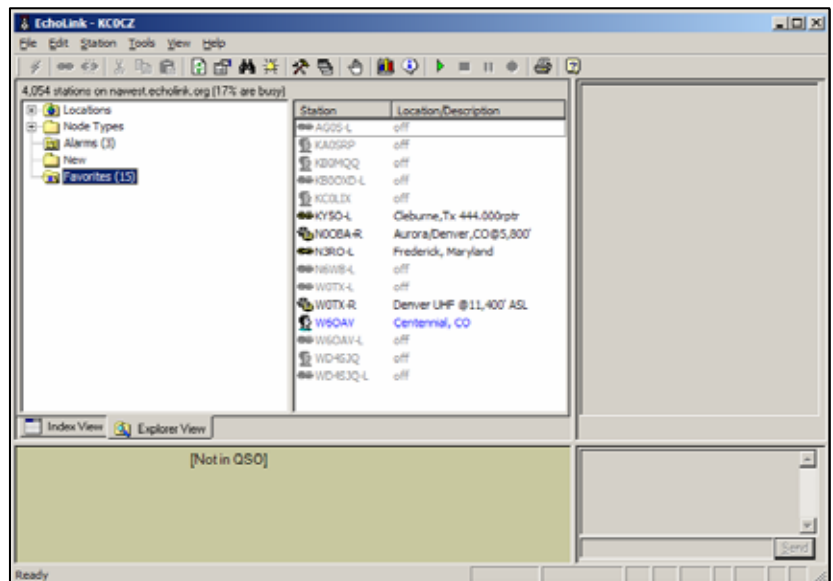 EchoLink - KC0CZ
File Edit Station Tools View Help
4,054 stations on nawest.echolink.org (17% are busy)
Locations
Node Types
Alarms (3)
New
Favorites (15)
Station Location/Description
AG0S-L off
KA0SRP off
KB0MQQ off
KB0OXD-L off
KC0LIX off
KY5O-L Cleburne,Tx 444.000rptr
N0OBA-R Aurora/Denver,CO@5,800'
N3RO-L Frederick, Maryland
N6WB-L off
W0TX-L off
W0TX-R Denver UHF @11,400' ASL
W6OAV Centennial, CO
W6OAV-L off
WD4SJQ off
WD4SJQ-L off
Index View Explorer View
[Not in QSO]
Send
Ready